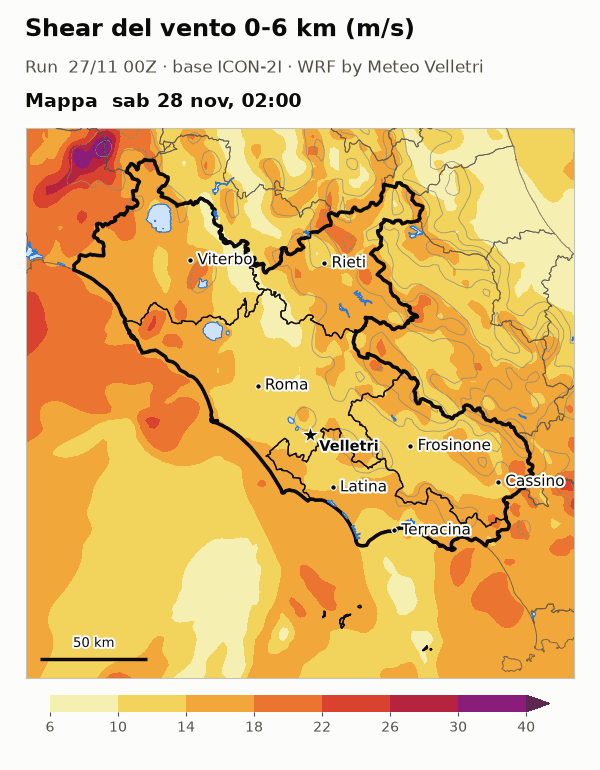 Shear del vento 0-6 km (m/s)
Run  27/11 00Z · base ICON-2I · WRF by Meteo Velletri
Mappa  sab 28 nov, 02:00
Viterbo
Rieti
Roma
Velletri
Frosinone
Cassino
Latina
Terracina
50 km
6 10 14 18 22 26 30 40